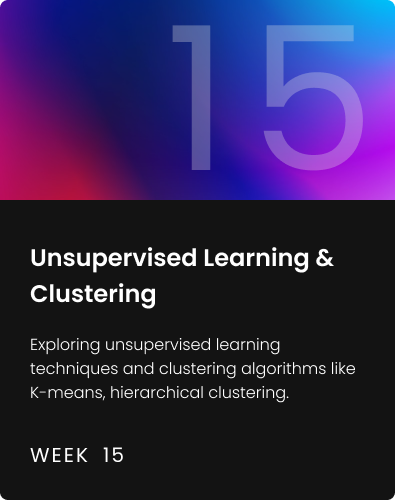 15
Unsupervised Learning &
Clustering
Exploring unsupervised learning
techniques and clustering algorithms like
K-means, hierarchical clustering.
WEEK 15